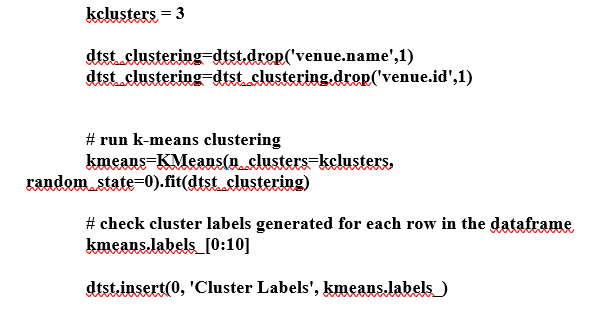 kclusters = 3
dtst_clustering=dtst.drop('venue.name',1)
dtst_clustering=dtst_clustering.drop('venue.id',1)
# run k-means clustering
kmeans=KMeans(n_clusters=kclusters,
random_state=0).fit(dtst_clustering)
# check cluster labels generated for each row in the dataframe
kmeans.labels_[0:10]
dtst.insert(0, 'Cluster Labels', kmeans.labels_)